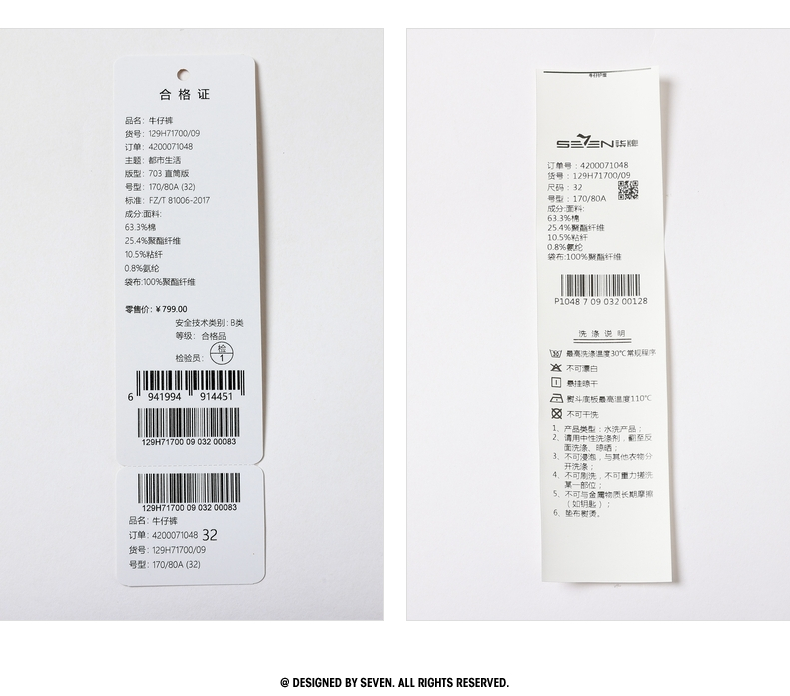 合格证
品名: 牛仔裤
货号: 129H71700/09
订单: 4200071048
主题: 都市生活
版型: 703 直筒版
号型: 170/80A (32)
标准: FZ/T 81006-2017
成分:面料:
63.3%棉
25.4%聚酯纤维
10.5%粘纤
0.8%氨纶
袋布:100%聚酯纤维
零售价: ¥799.00
安全技术类别: B类
等级: 合格品
检验员: 检 1
6 941994 914451
129H71700 09 032 00083
129H71700 09 032 00083
品名: 牛仔裤
订单: 4200071048 32
货号: 129H71700/09
号型: 170/80A (32)
SEVEN 柒牌
订单号: 4200071048
货号: 129H71700/09
尺码: 32
号型: 170/80A
成分:面料:
63.3%棉
25.4%聚酯纤维
10.5%粘纤
0.8%氨纶
袋布:100%聚酯纤维
P1048 7 09 032 00128
洗涤说明
最高洗涤温度30℃常规程序
不可漂白
悬挂晾干
熨斗底板最高温度110℃
不可干洗
1、产品类型: 水洗产品;
2、请用中性洗涤剂, 翻至反
面洗涤、晾晒;
3、不可浸泡, 与其他衣物分
开洗涤;
4、不可刷洗, 不可重力搓洗
某一部位;
5、不可与金属物质长期摩擦
(如钥匙);
6、垫布熨烫。
@ DESIGNED BY SEVEN. ALL RIGHTS RESERVED.